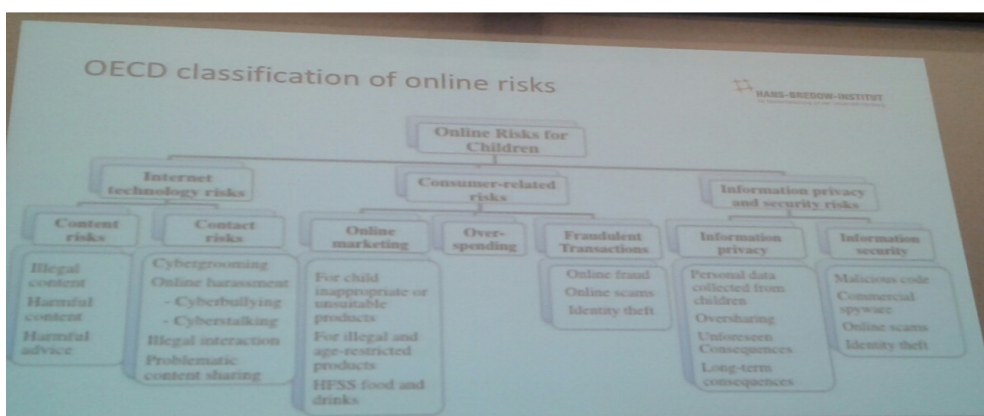 OECD classification of online risks
HANS-BREDOW-INSTITUT
Online Risks for
Children
Internet
technology risks
Consumer-related
risks
Information privacy
and security risks
Content
risks
Contact
risks
Online
marketing
Over-
spending
Fraudulent
Transactions
Information
privacy
Information
security
Illegal
content
Harmful
content
Harmful
advice
Cybergrooming
Online harassment
- Cyberbullying
- Cyberstalking
Illegal interaction
Problematic
content sharing
For child
inappropriate or
unsuitable
products
For illegal and
age-restricted
products
HFSS food and
drinks
Online fraud
Online scams
Identity theft
Personal data
collected from
children
Oversharing
Unforeseen
Consequences
Long-term
consequences
Malicious code
Commercial
spyware
Online scams
Identity theft